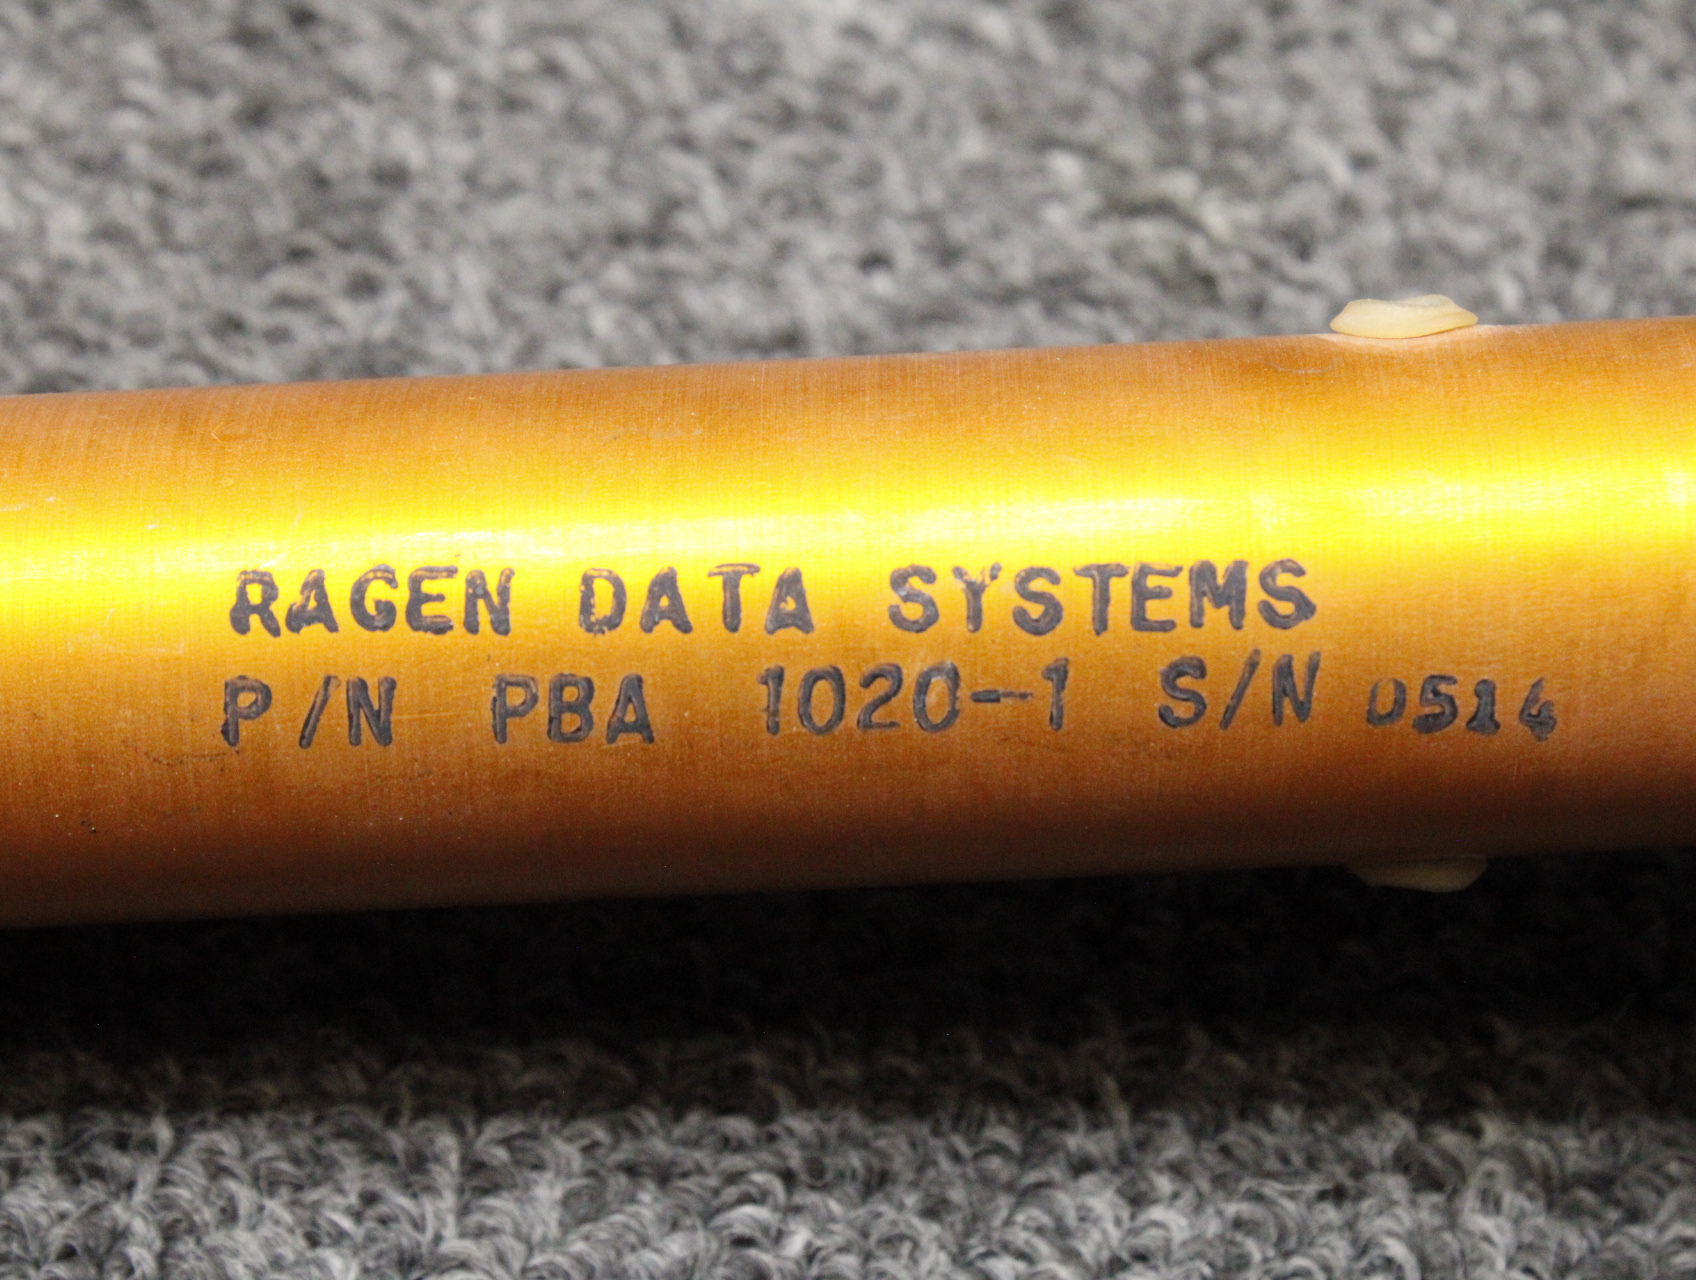 RAGEN DATA SYSTEMS
P/N PBA 1020-1 S/N 0514